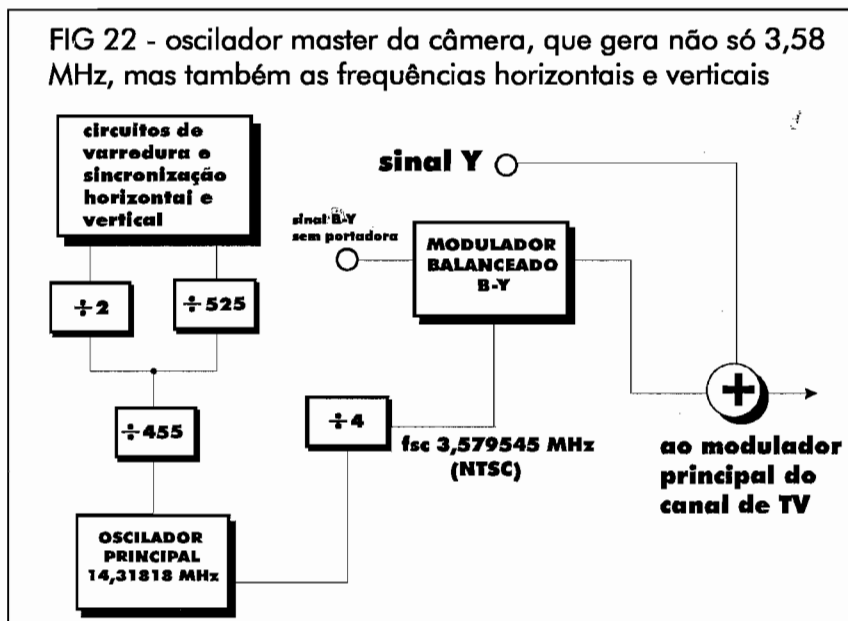 FIG 22 - oscilador master da câmera, que gera não só 3,58
MHz, mas também as frequências horizontais e verticais
circuitos de
varredura e
sincronização
horizontai e
vertical
sinal Y
sinal B-Y
sem portadora
MODULADOR
BALANCEADO
B-Y
÷2
÷525
÷455
÷4
fsc 3,579545 MHz
(NTSC)
+
ao modulador
principal do
canal de TV
OSCILADOR
PRINCIPAL
14,31818 MHz